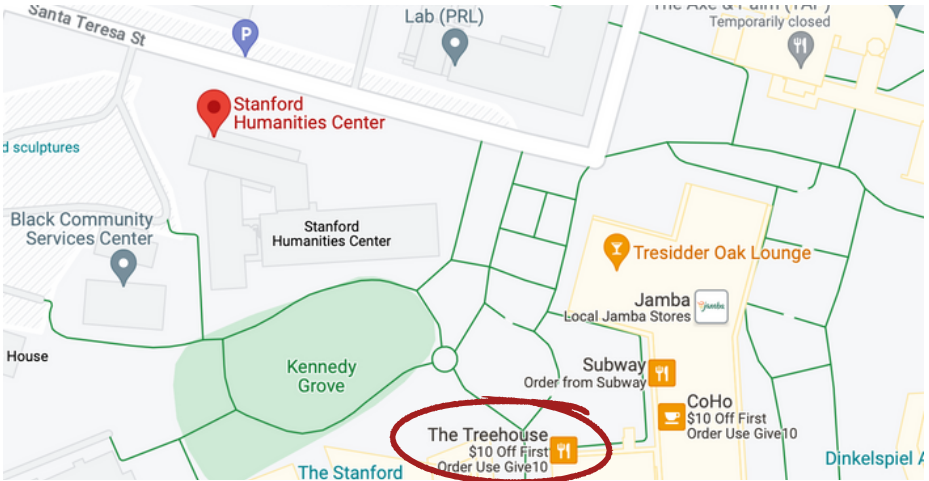 Santa Teresa St
P
Lab (PRL)
The Axe & Palm (TAP)
Temporarily closed
Stanford
Humanities Center
d sculptures
Black Community
Services Center
Stanford
Humanities Center
Tresidder Oak Lounge
Jamba
Local Jamba Stores
jamba
House
Kennedy
Grove
Subway
Order from Subway
CoHo
$10 Off First
Order Use Give10
The Treehouse
$10 Off First
Order Use Give10
The Stanford
Dinkelspiel A